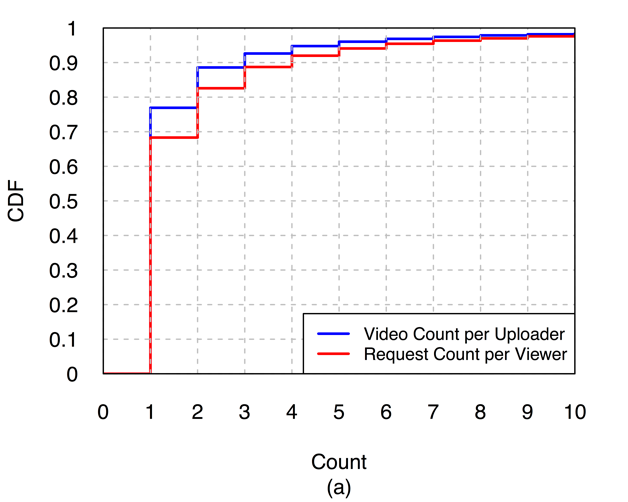 1
0.9
0.8
0.7
0.6
0.5
0.4
0.3
0.2
0.1
0
CDF
Video Count per Uploader
Request Count per Viewer
0 1 2 3 4 5 6 7 8 9 10
Count
(a)